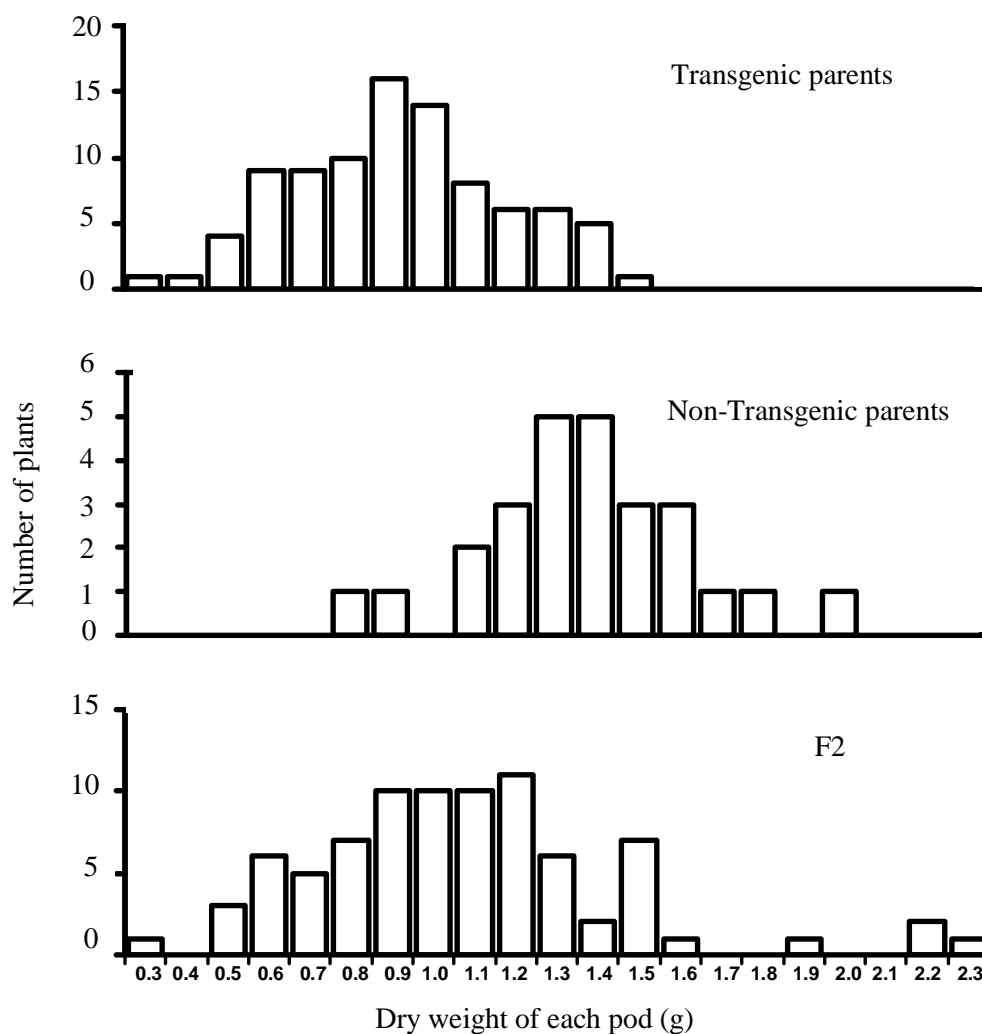 20
Transgenic parents
15
10
5
0
6
Non-Transgenic parents
5
4
3
2
1
0
Number of plants
15
F2
10
5
0
0.3 0.4 0.5 0.6 0.7 0.8 0.9 1.0 1.1 1.2 1.3 1.4 1.5 1.6 1.7 1.8 1.9 2.0 2.1 2.2 2.3
Dry weight of each pod (g)